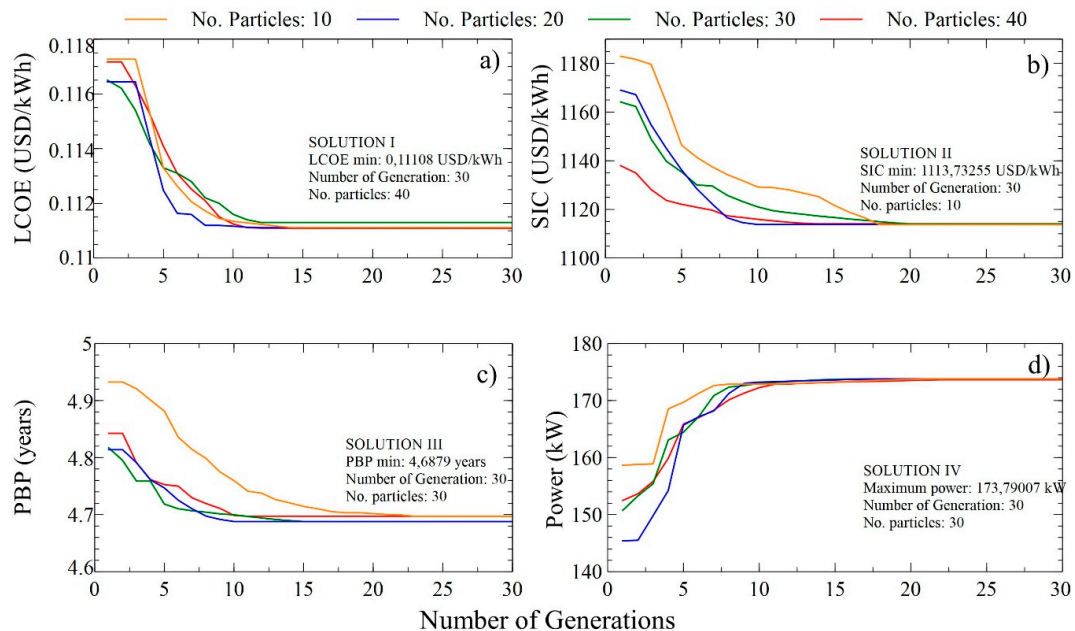 No. Particles: 10 No. Particles: 20 No. Particles: 30 No. Particles: 40
a)
LCOE (USD/kWh)
0.118
0.116
0.114
0.112
0.11
SOLUTION I
LCOE min: 0,11108 USD/kWh
Number of Generation: 30
No. particles: 40
0 5 10 15 20 25 30
b)
SIC (USD/kWh)
1180
1160
1140
1120
1100
SOLUTION II
SIC min: 1113,73255 USD/kWh
Number of Generation: 30
No. particles: 10
0 5 10 15 20 25 30
c)
PBP (years)
5
4.9
4.8
4.7
4.6
SOLUTION III
PBP min: 4,6879 years
Number of Generation: 30
No. particles: 30
0 5 10 15 20 25 30
d)
Power (kW)
180
170
160
150
140
SOLUTION IV
Maximum power: 173,79007 kW
Number of Generation: 30
No. particles: 30
0 5 10 15 20 25 30
Number of Generations